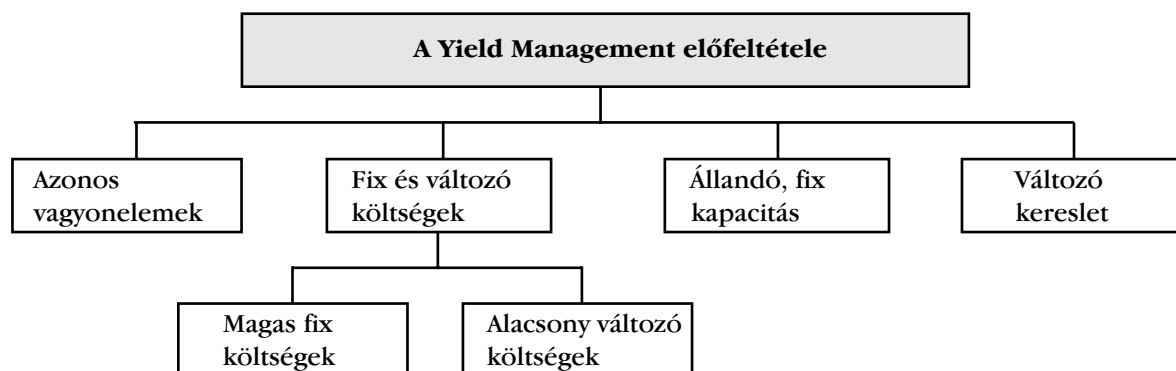 A Yield Management előfeltétele
Azonos
vagyonelemek
Fix és változó
költségek
Állandó, fix
kapacitás
Változó
kereslet
Magas fix
költségek
Alacsony változó
költségek